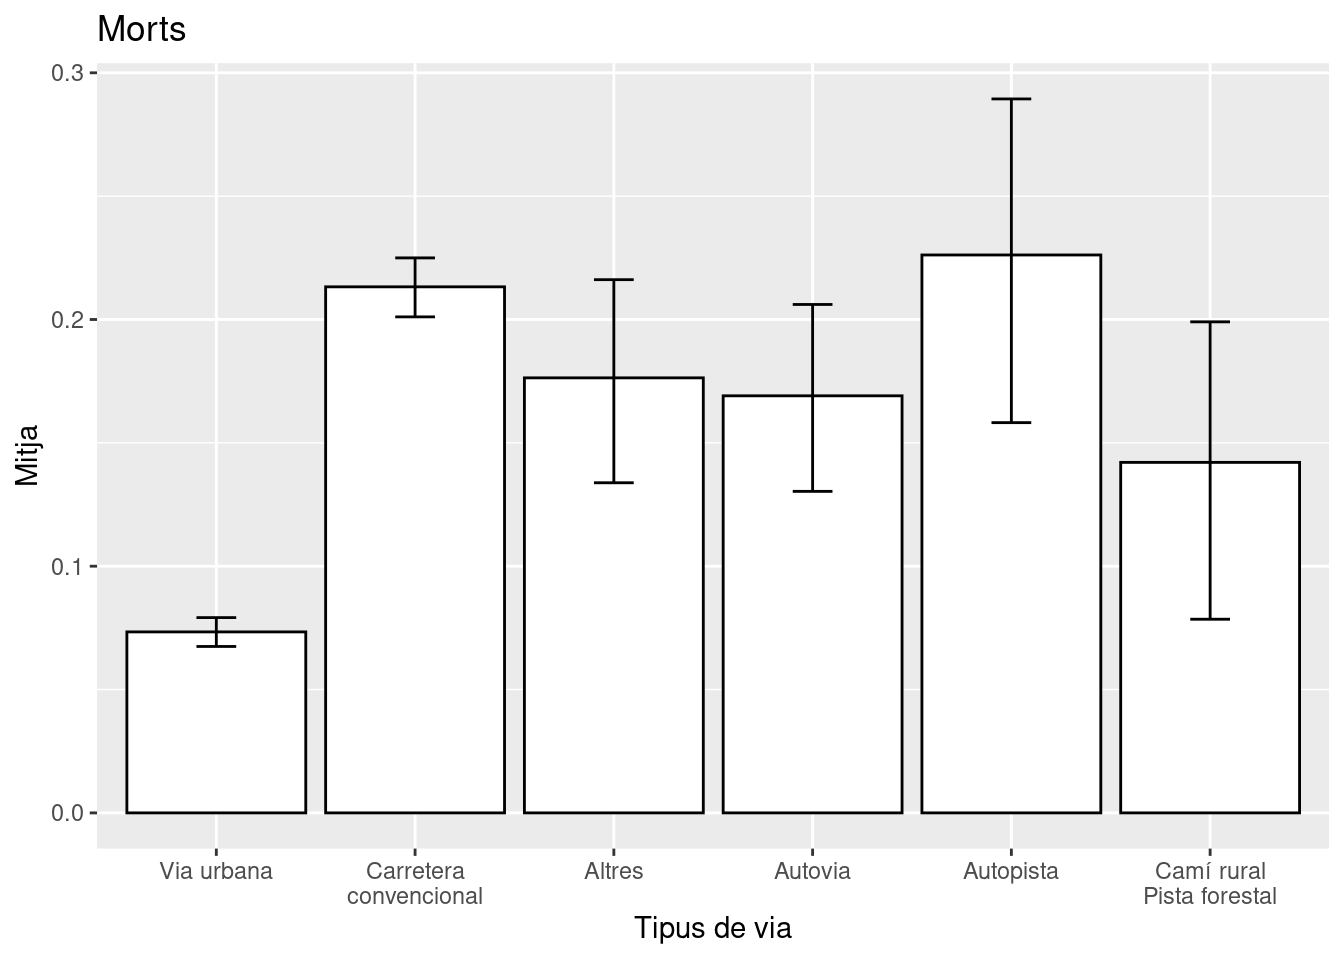 Morts
0.3
0.2
0.1
0.0
Mitja
Via urbana
Carretera
convencional
Altres
Autovia
Autopista
Camí rural
Pista forestal
Tipus de via